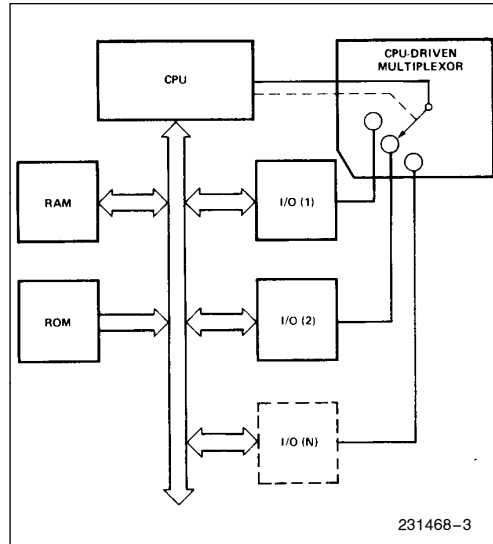 CPU-DRIVEN
MULTIPLEXOR
CPU
RAM
I/O (1)
ROM
I/O (2)
I/O (N)
231468–3